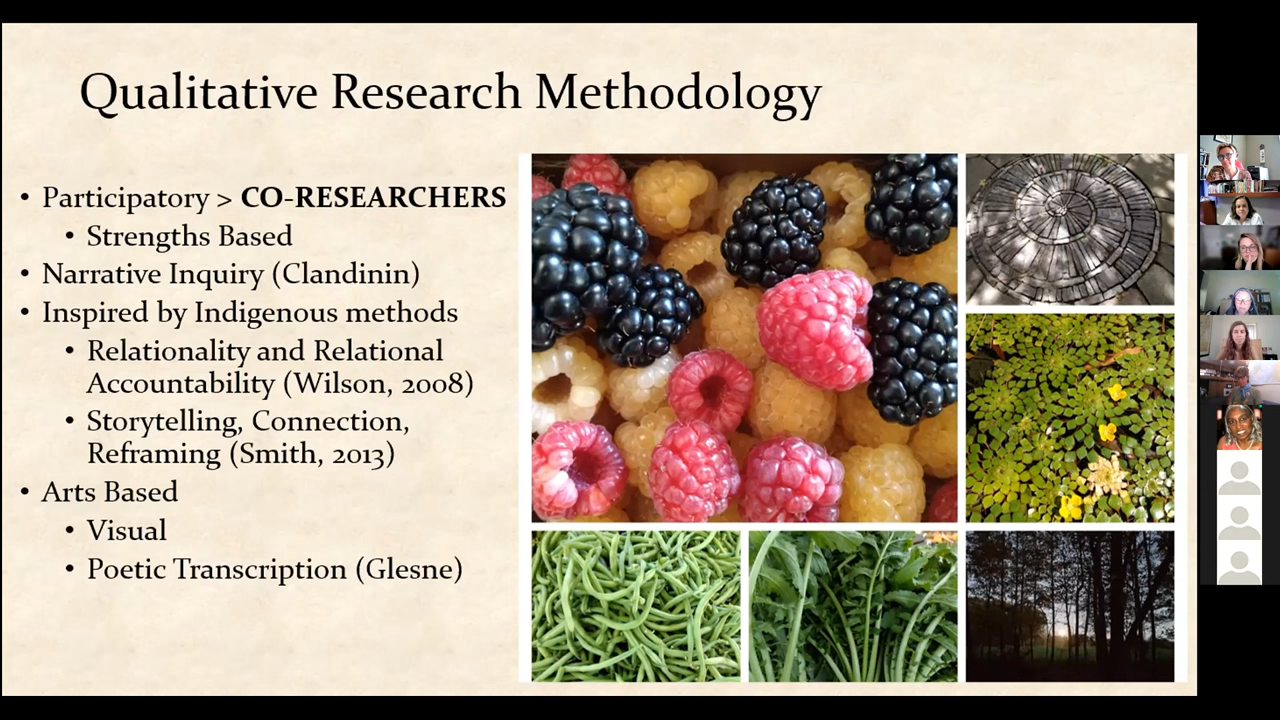 Qualitative Research Methodology
• Participatory > CO-RESEARCHERS
• Strengths Based
• Narrative Inquiry (Clandinin)
• Inspired by Indigenous methods
• Relationality and Relational
Accountability (Wilson, 2008)
• Storytelling, Connection,
Reframing (Smith, 2013)
• Arts Based
• Visual
• Poetic Transcription (Glesne)